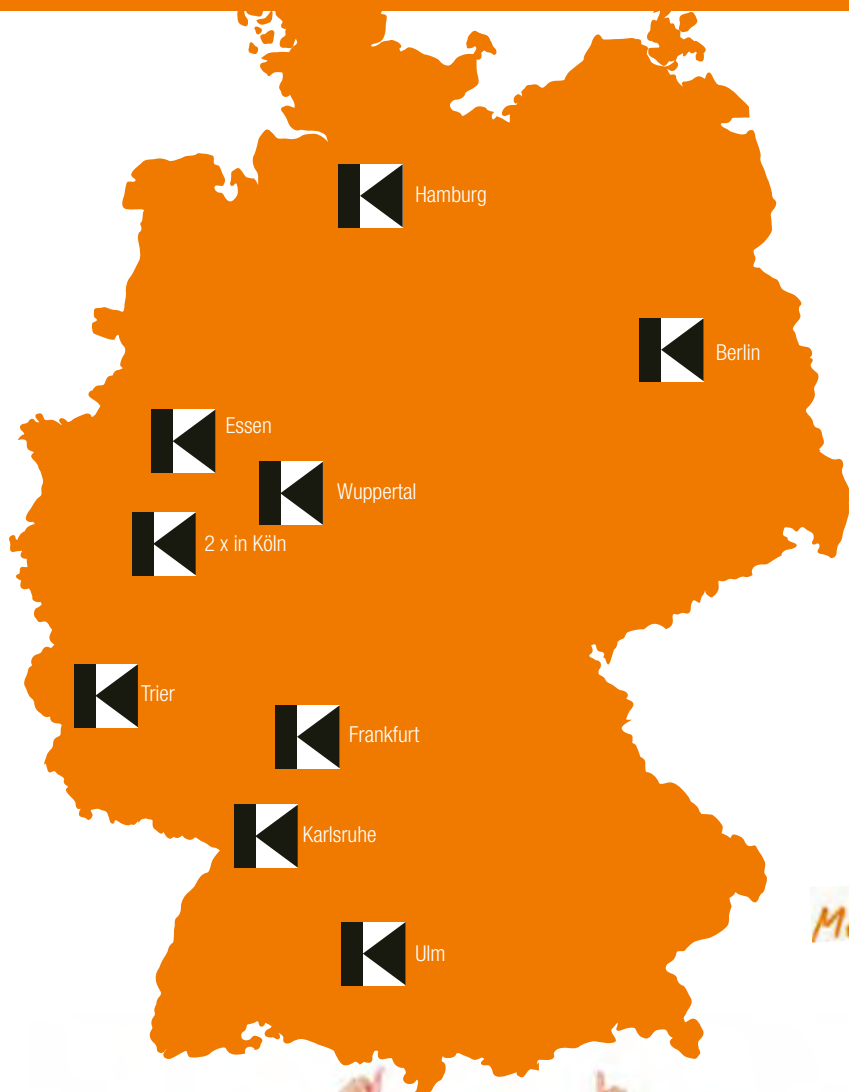 Hamburg
Berlin
Essen
Wuppertal
2 x in Köln
Trier
Frankfurt
Karlsruhe
Ulm